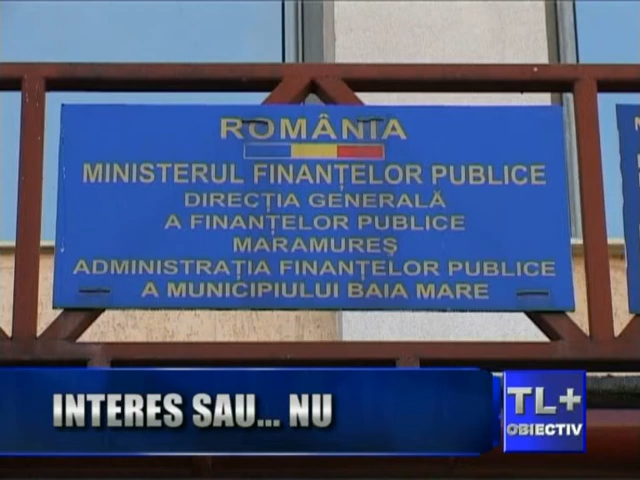 ROMÂNIA
MINISTERUL FINANȚELOR PUBLICE
DIRECȚIA GENERALĂ
A FINANȚELOR PUBLICE
MARAMUREȘ
ADMINISTRAȚIA FINANȚELOR PUBLICE
A MUNICIPIULUI BAIA MARE
INTERES SAU... NU
TL+
OBIECTIV